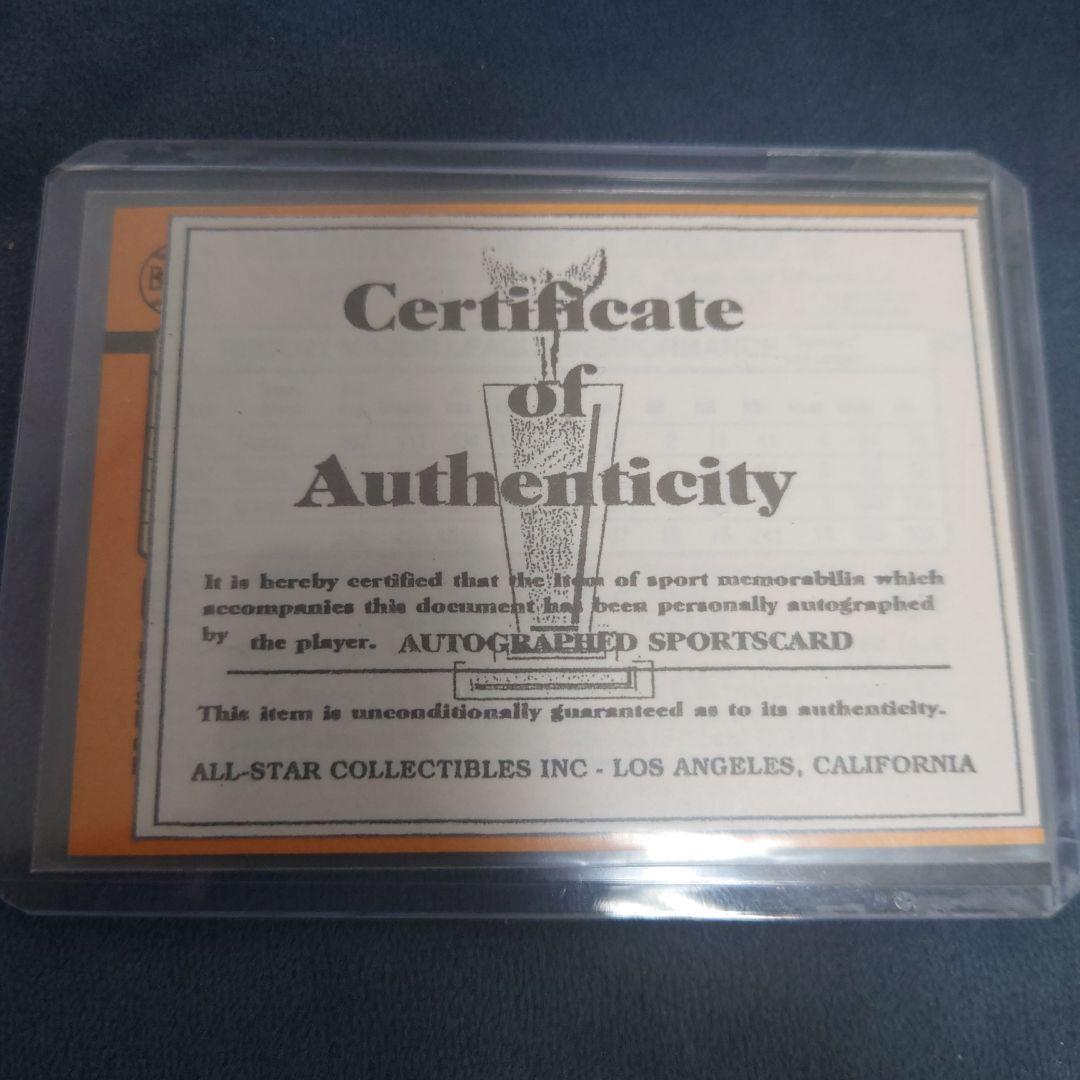 Certificate
of
Authenticity
It is hereby certified that the item of sport memorabilia which
accompanies this document has been personally autographed
by the player. AUTOGRAPHED SPORTSCARD
This item is unconditionally guaranteed as to its authenticity.
ALL-STAR COLLECTIBLES INC - LOS ANGELES, CALIFORNIA